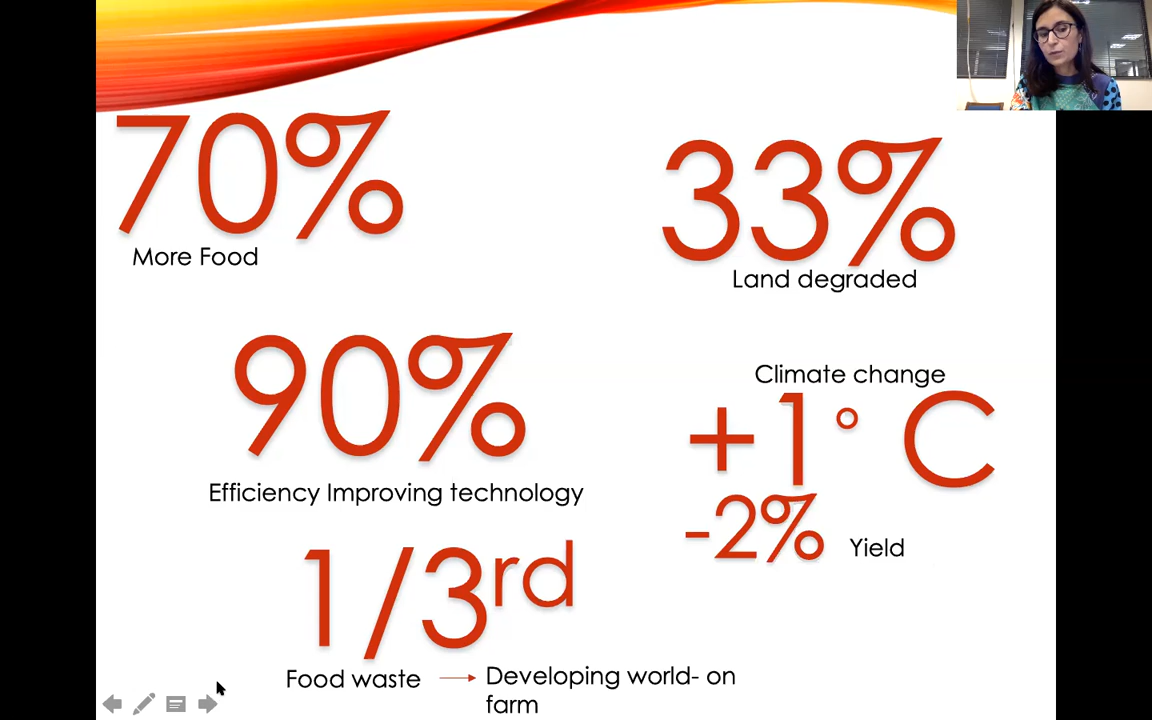 70%
More Food
33%
Land degraded
90%
Efficiency Improving technology
Climate change
+1° C
-2% Yield
1/3rd
Food waste
Developing world- on
farm